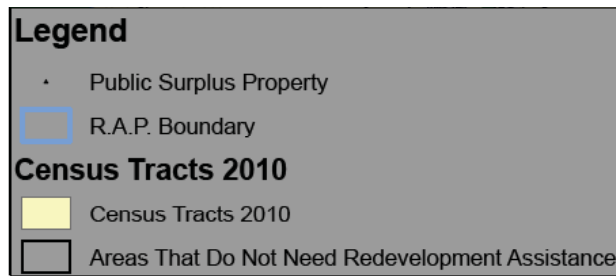 Legend
Public Surplus Property
R.A.P. Boundary
Census Tracts 2010
Census Tracts 2010
Areas That Do Not Need Redevelopment Assistance